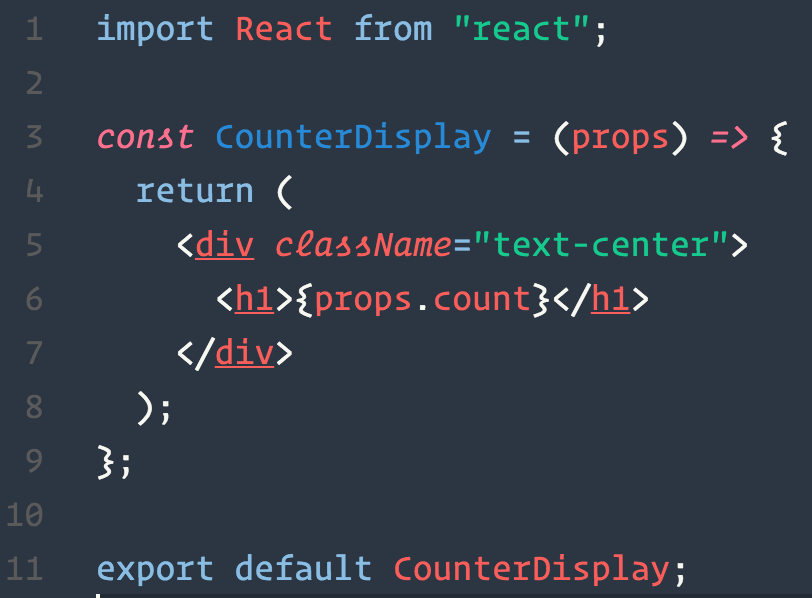 1 import React from "react";
2
3 const CounterDisplay = (props) => {
4   return (
5     <div className="text-center">
6       <h1>{props.count}</h1>
7     </div>
8   );
9 };
10
11 export default CounterDisplay;